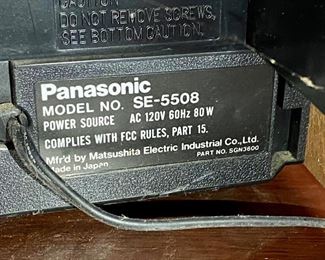 CAUTION
DO NOT REMOVE SCREWS,
SEE BOTTOM CAUTION.
Panasonic
MODEL NO. SE-5508
POWER SOURCE AC 120V 60Hz 80W
COMPLIES WITH FCC RULES, PART 15.
Mfr'd by Matsushita Electric Industrial Co., Ltd.
Made in Japan PART NO. SGN3600